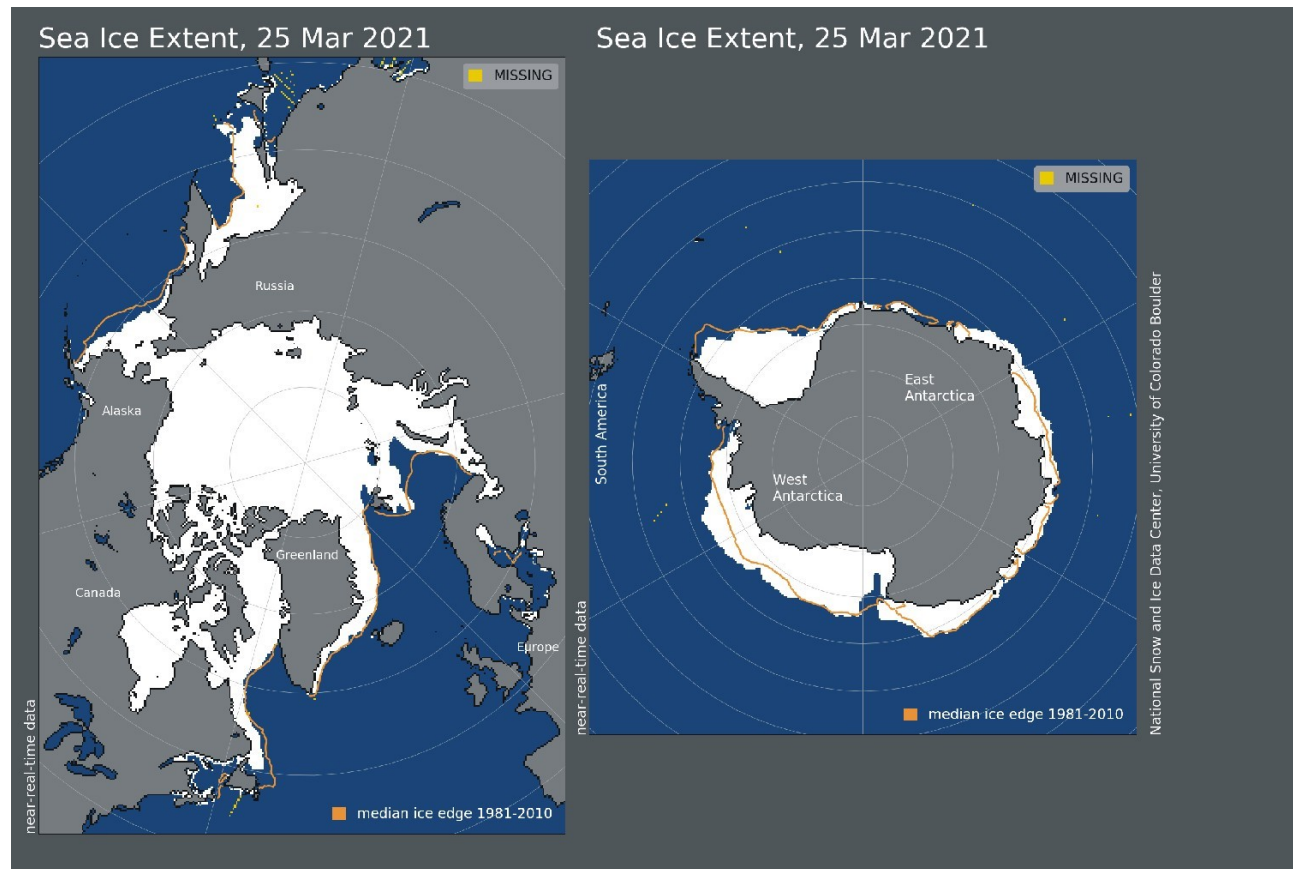 Sea Ice Extent, 25 Mar 2021
MISSING
Russia
Alaska
Greenland
Canada
Europe
near-real-time data
median ice edge 1981-2010
Sea Ice Extent, 25 Mar 2021
MISSING
East
Antarctica
South America
West
Antarctica
near-real-time data
median ice edge 1981-2010
National Snow and Ice Data Center, University of Colorado Boulder